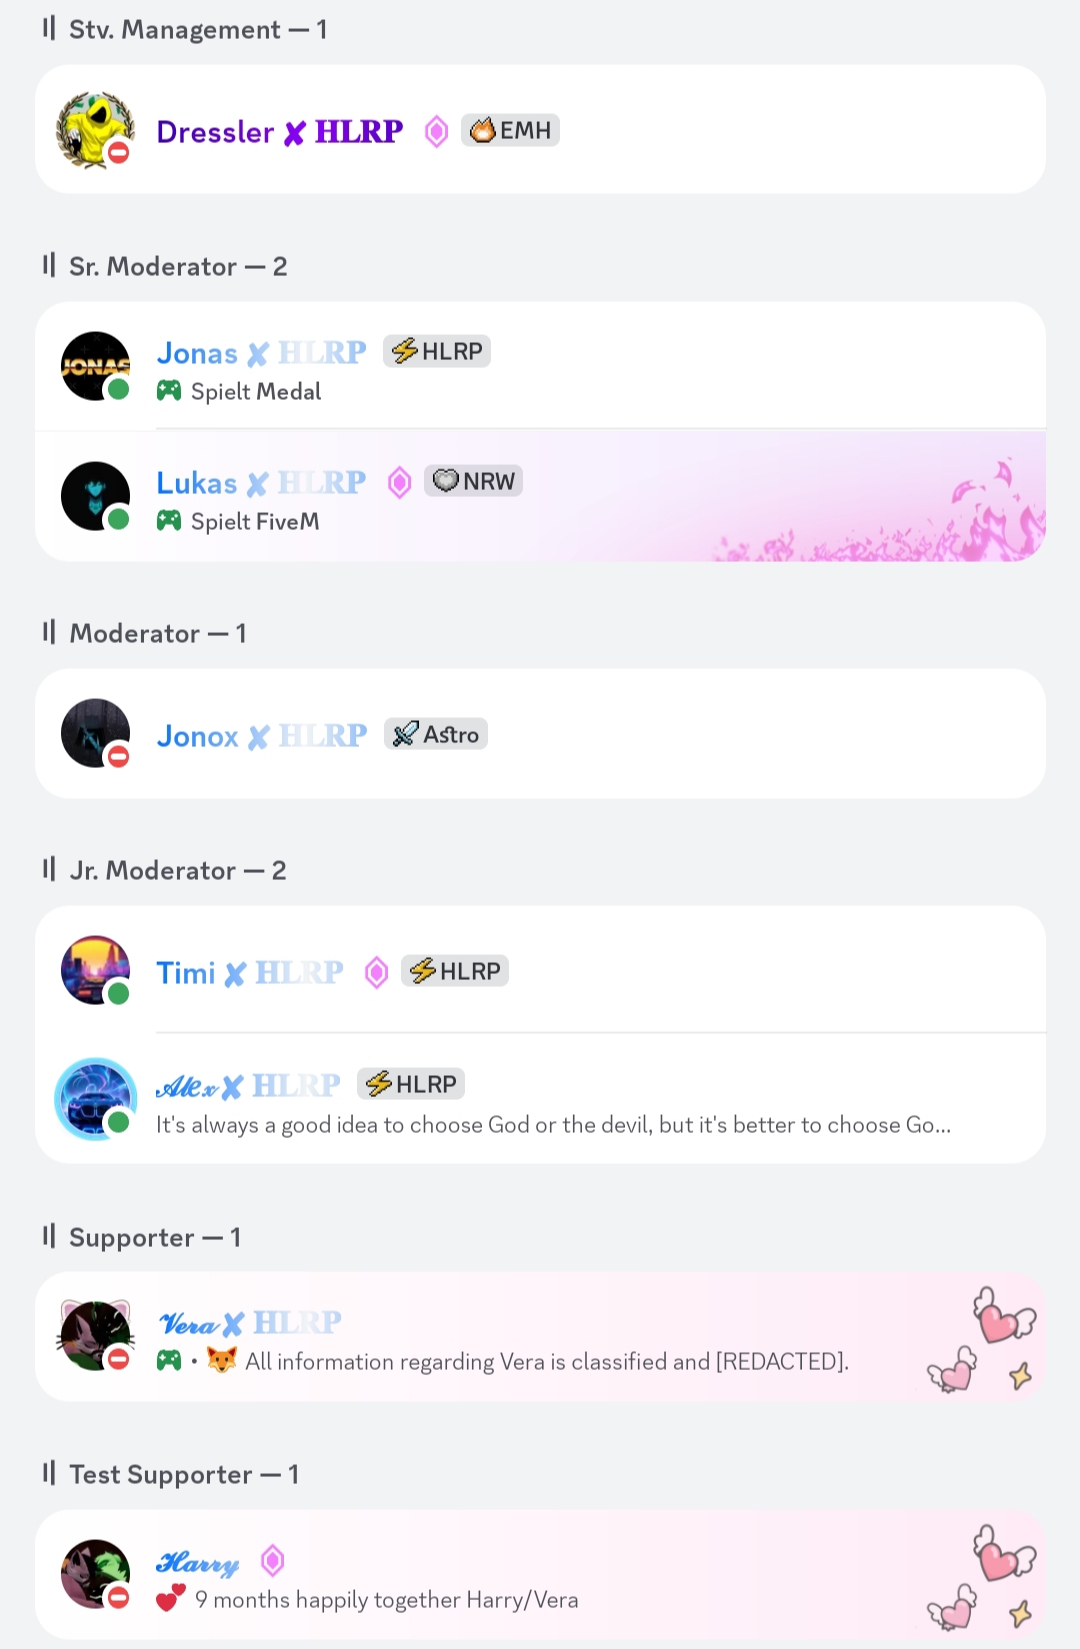 Stv. Management — 1
Dressler ✘ HLRP EMH
Sr. Moderator — 2
JONAS
Jonas ✘ HLRP HLRP
Spielt Medal
Lukas ✘ HLRP NRW
Spielt FiveM
Moderator — 1
Jonox ✘ HLRP Astro
Jr. Moderator — 2
Timi ✘ HLRP HLRP
𝓐𝓵𝓮𝔁 ✘ HLRP HLRP
It's always a good idea to choose God or the devil, but it's better to choose Go...
Supporter — 1
𝓥𝓮𝓻𝓪 ✘ HLRP
• 🦊 All information regarding Vera is classified and [REDACTED].
Test Supporter — 1
𝓗𝓪𝓻𝓻𝔂
💕 9 months happily together Harry/Vera